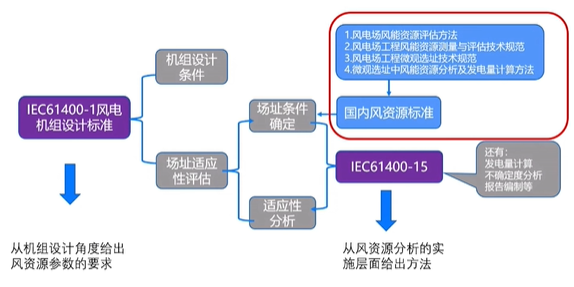 1.风电场风能资源评估方法
2.风电场工程风能资源测量与评估技术规范
3.风电场工程微观选址技术规范
4.微观选址中风能资源分析及发电量计算方法
机组设计
条件
IEC61400-1风电
机组设计标准
场址条件
确定
国内风资源标准
场址适应
性评估
IEC61400-15
还有：
发电量计算
不确定度分析
报告编制等
适应性
分析
从机组设计角度给出
风资源参数的要求
从风资源分析的实
施层面给出方法